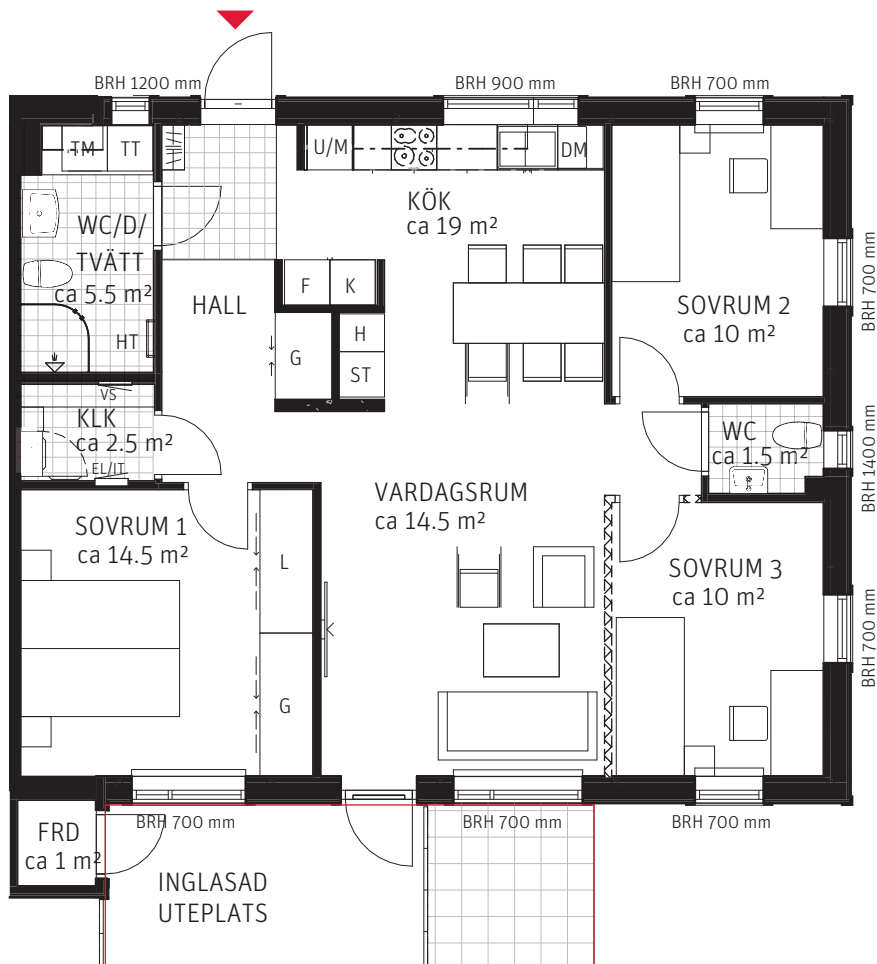 BRH 1200 mm
BRH 900 mm
BRH 700 mm
TM
TT
U/M
DM
KÖK
ca 19 m²
WC/D/
TVÄTT
ca 5.5 m²
HT
HALL
F
K
H
G
ST
SOVRUM 2
ca 10 m²
BRH 700 mm
VS
KLK
ca 2.5 m²
EL/IT
WC
ca 1.5 m²
BRH 1400 mm
SOVRUM 1
ca 14.5 m²
L
G
VARDAGSRUM
ca 14.5 m²
SOVRUM 3
ca 10 m²
BRH 700 mm
FRD
ca 1 m²
BRH 700 mm
BRH 700 mm
BRH 700 mm
INGLASAD
UTEPLATS